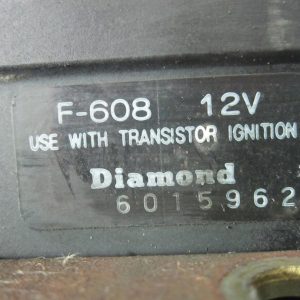 F-608 12V
USE WITH TRANSISTOR IGNITION
Diamond
6015962